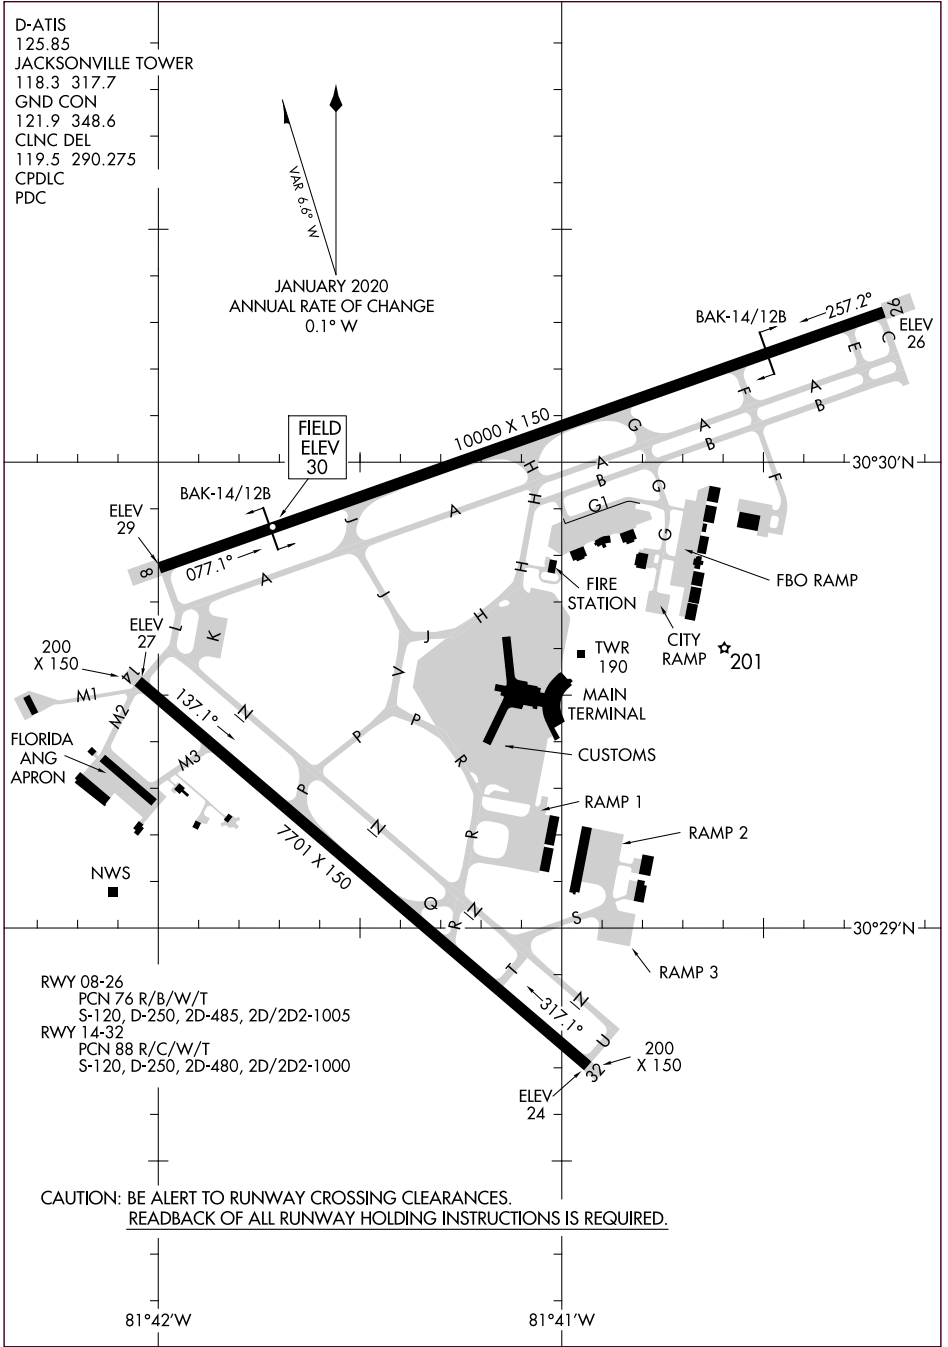 D-ATIS
125.85
JACKSONVILLE TOWER
118.3 317.7
GND CON
121.9 348.6
CLNC DEL
119.5 290.275
CPDLC
PDC
VAR 6.6° W
JANUARY 2020
ANNUAL RATE OF CHANGE
0.1° W
BAK-14/12B
257.2°
26
ELEV
26
C
E
F
A
B
10000 X 150
G
A
B
FIELD
ELEV
30
30°30'N
H
A
B
F
BAK-14/12B
G
H
G1
A
J
ELEV
29
G
077.1°
8
A
H
FIRE
STATION
FBO RAMP
J
H
L
K
J
ELEV
27
CITY
RAMP
201
TWR
190
200
X 150
14
V
M1
M2
137.1°
N
MAIN
TERMINAL
P
P
CUSTOMS
FLORIDA
ANG
APRON
M3
R
P
RAMP 1
N
R
RAMP 2
7701 X 150
NWS
Q
N
R
S
30°29'N
T
RAMP 3
RWY 08-26
PCN 76 R/B/W/T
S-120, D-250, 2D-485, 2D/2D2-1005
RWY 14-32
PCN 88 R/C/W/T
S-120, D-250, 2D-480, 2D/2D2-1000
317.1°
N
U
32
200
X 150
ELEV
24
CAUTION: BE ALERT TO RUNWAY CROSSING CLEARANCES.
READBACK OF ALL RUNWAY HOLDING INSTRUCTIONS IS REQUIRED.
81°42'W
81°41'W